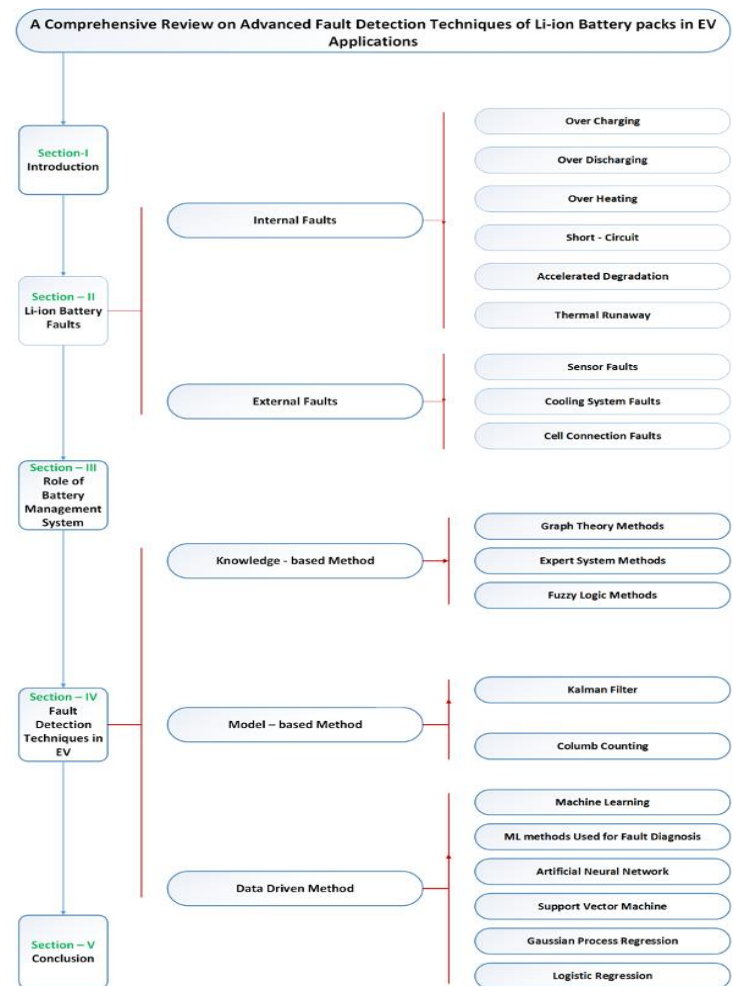 A Comprehensive Review on Advanced Fault Detection Techniques of Li-ion Battery packs in EV
Applications
Section-I
Introduction
Section – II
Li-ion Battery
Faults
Internal Faults
Over Charging
Over Discharging
Over Heating
Short - Circuit
Accelerated Degradation
Thermal Runaway
External Faults
Sensor Faults
Cooling System Faults
Cell Connection Faults
Section – III
Role of
Battery
Management
System
Section – IV
Fault
Detection
Techniques in
EV
Knowledge - based Method
Graph Theory Methods
Expert System Methods
Fuzzy Logic Methods
Model – based Method
Kalman Filter
Columb Counting
Data Driven Method
Machine Learning
ML methods Used for Fault Diagnosis
Artificial Neural Network
Support Vector Machine
Gaussian Process Regression
Logistic Regression
Section – V
Conclusion